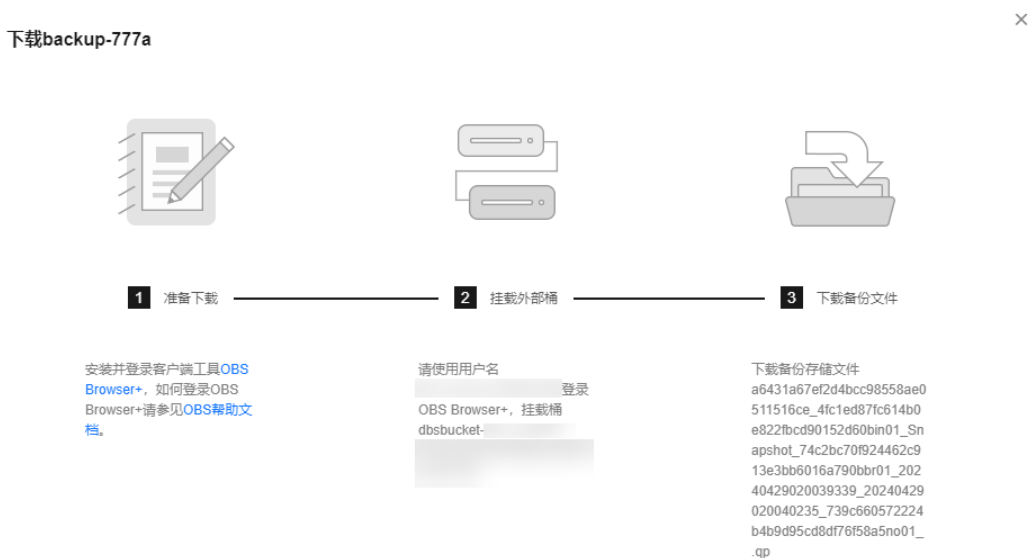 下载backup-777a
1 准备下载
2 挂载外部桶
3 下载备份文件
安装并登录客户端工具OBS
Browser+，如何登录OBS
Browser+请参见OBS帮助文
档。
请使用用户名
登录
OBS Browser+，挂载桶
dbsbucket-
下载备份存储文件
a6431a67ef2d4bcc98558ae0
511516ce_4fc1ed87fc614b0
e822fbcd90152d60bin01_Sn
apshot_74c2bc70f924462c9
13e3bb6016a790bbr01_202
40429020039339_20240429
020040235_739c660572224
b4b9d95cd8df76f58a5no01_
.qp